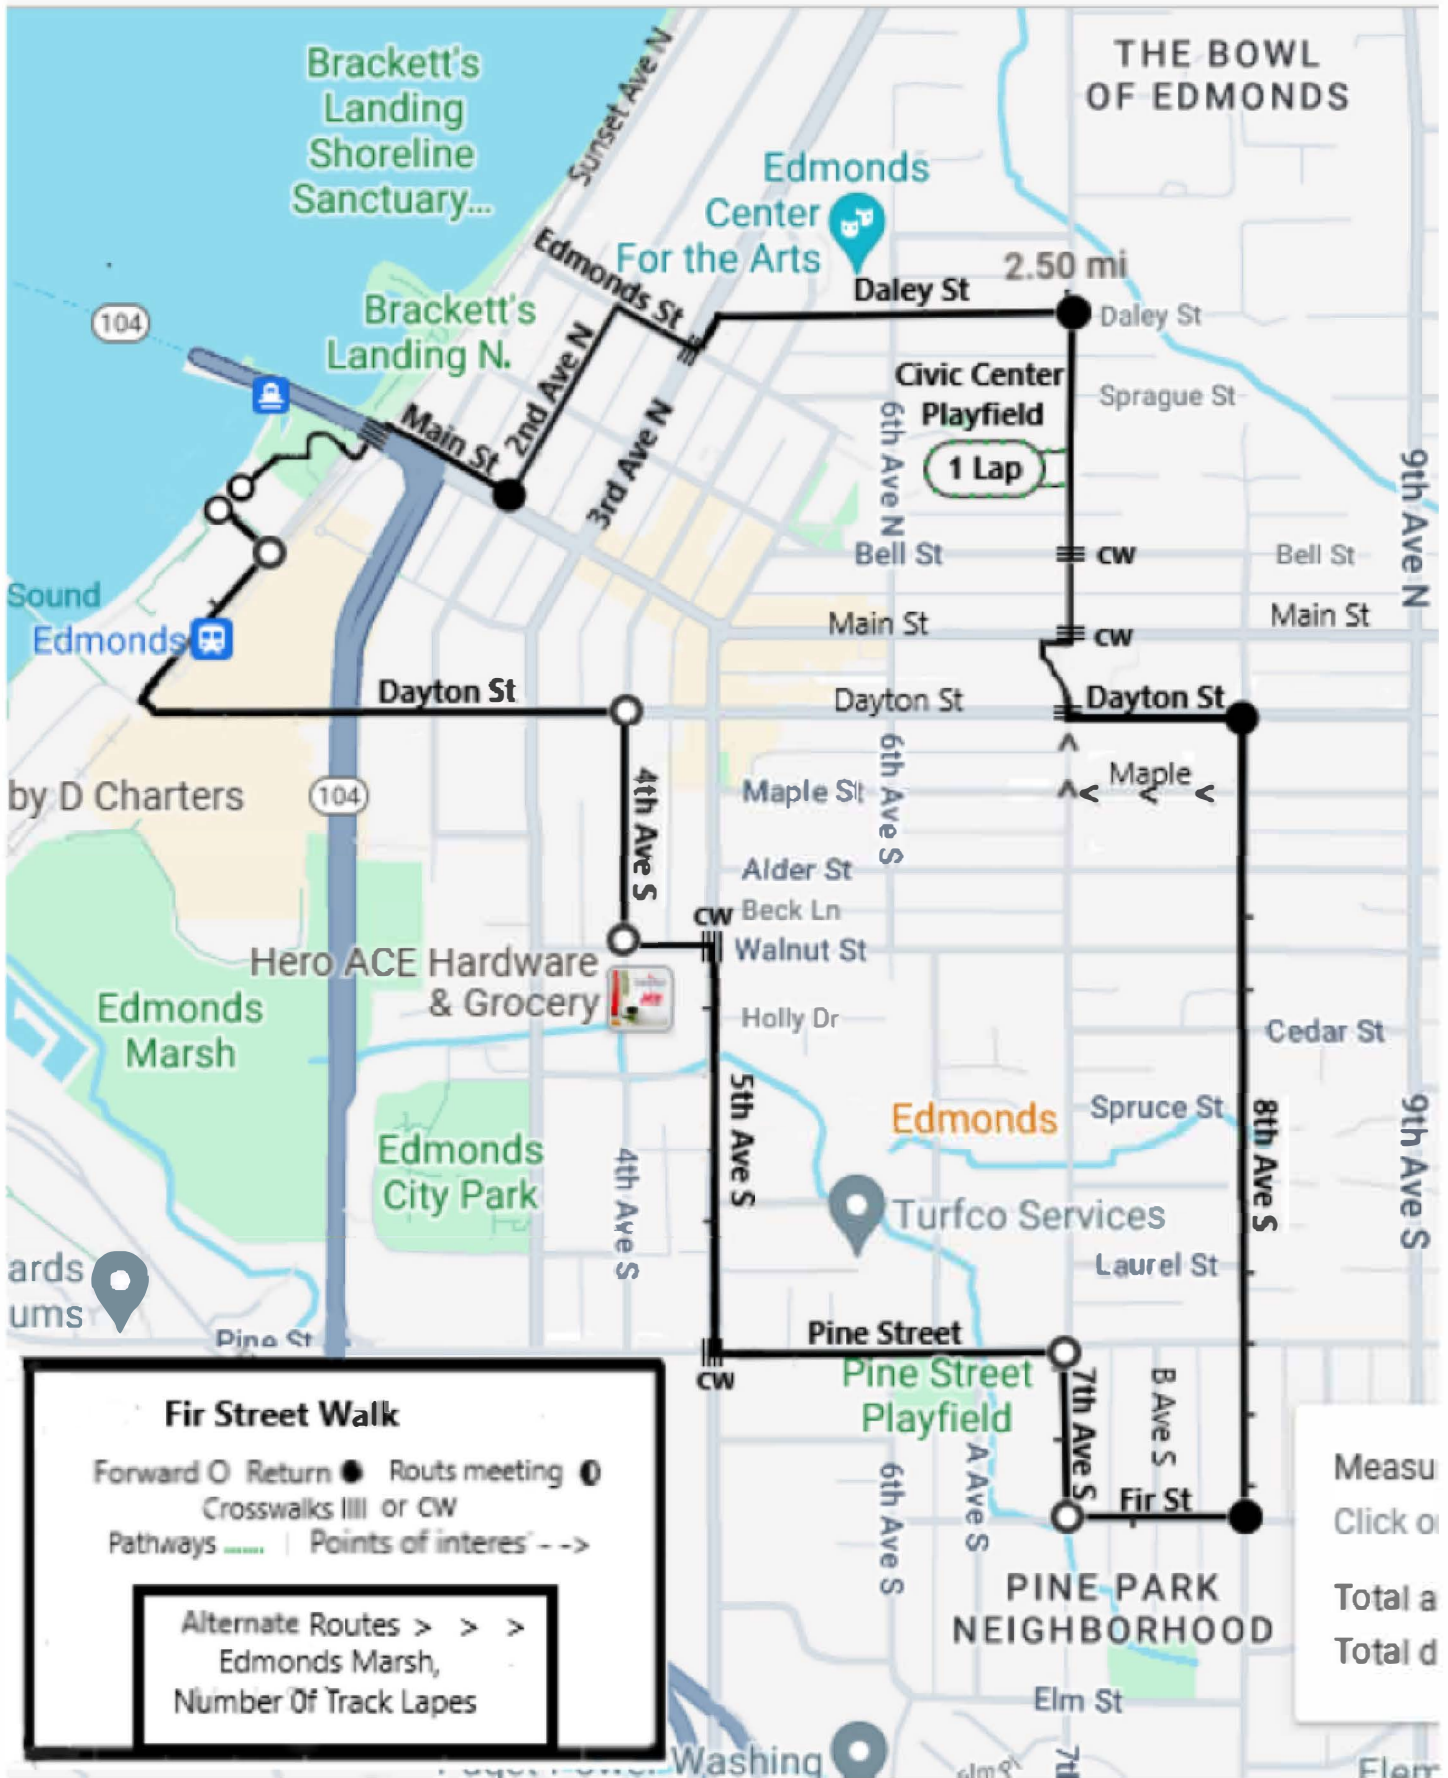 THE BOWL
OF EDMONDS
Brackett's
Landing
Shoreline
Sanctuary...
Sunset Ave N
Edmonds
Center
For the Arts
Edmonds St
2.50 mi
Daley St
Daley St
104
Brackett's
Landing N.
Main St
2nd Ave N
3rd Ave N
Civic Center
Playfield
1 Lap
Sprague St
6th Ave N
9th Ave N
Bell St
CW
Bell St
Main St
CW
Main St
Sound
Edmonds
Dayton St
Dayton St
Dayton St
^
Maple
^< < <
by D Charters
104
4th Ave S
Maple St
6th Ave S
Alder St
CW
Beck Ln
Walnut St
Hero ACE Hardware
& Grocery
Holly Dr
Cedar St
Edmonds
Marsh
5th Ave S
Edmonds
Spruce St
8th Ave S
9th Ave S
Edmonds
City Park
4th Ave S
Turfco Services
Laurel St
ards
ums
Pine St
Pine Street
CW
Pine Street
Playfield
7th Ave S
B Ave S
A Ave S
6th Ave S
Fir St
Measu
Click o
Total a
Total d
PINE PARK
NEIGHBORHOOD
Elm St
Fir Street Walk
Forward O Return ● Routs meeting ◐
Crosswalks IIII or CW
Pathways ...... | Points of interes - -->
Alternate Routes > > >
Edmonds Marsh,
Number Of Track Lapes
Washing
7t
Elem